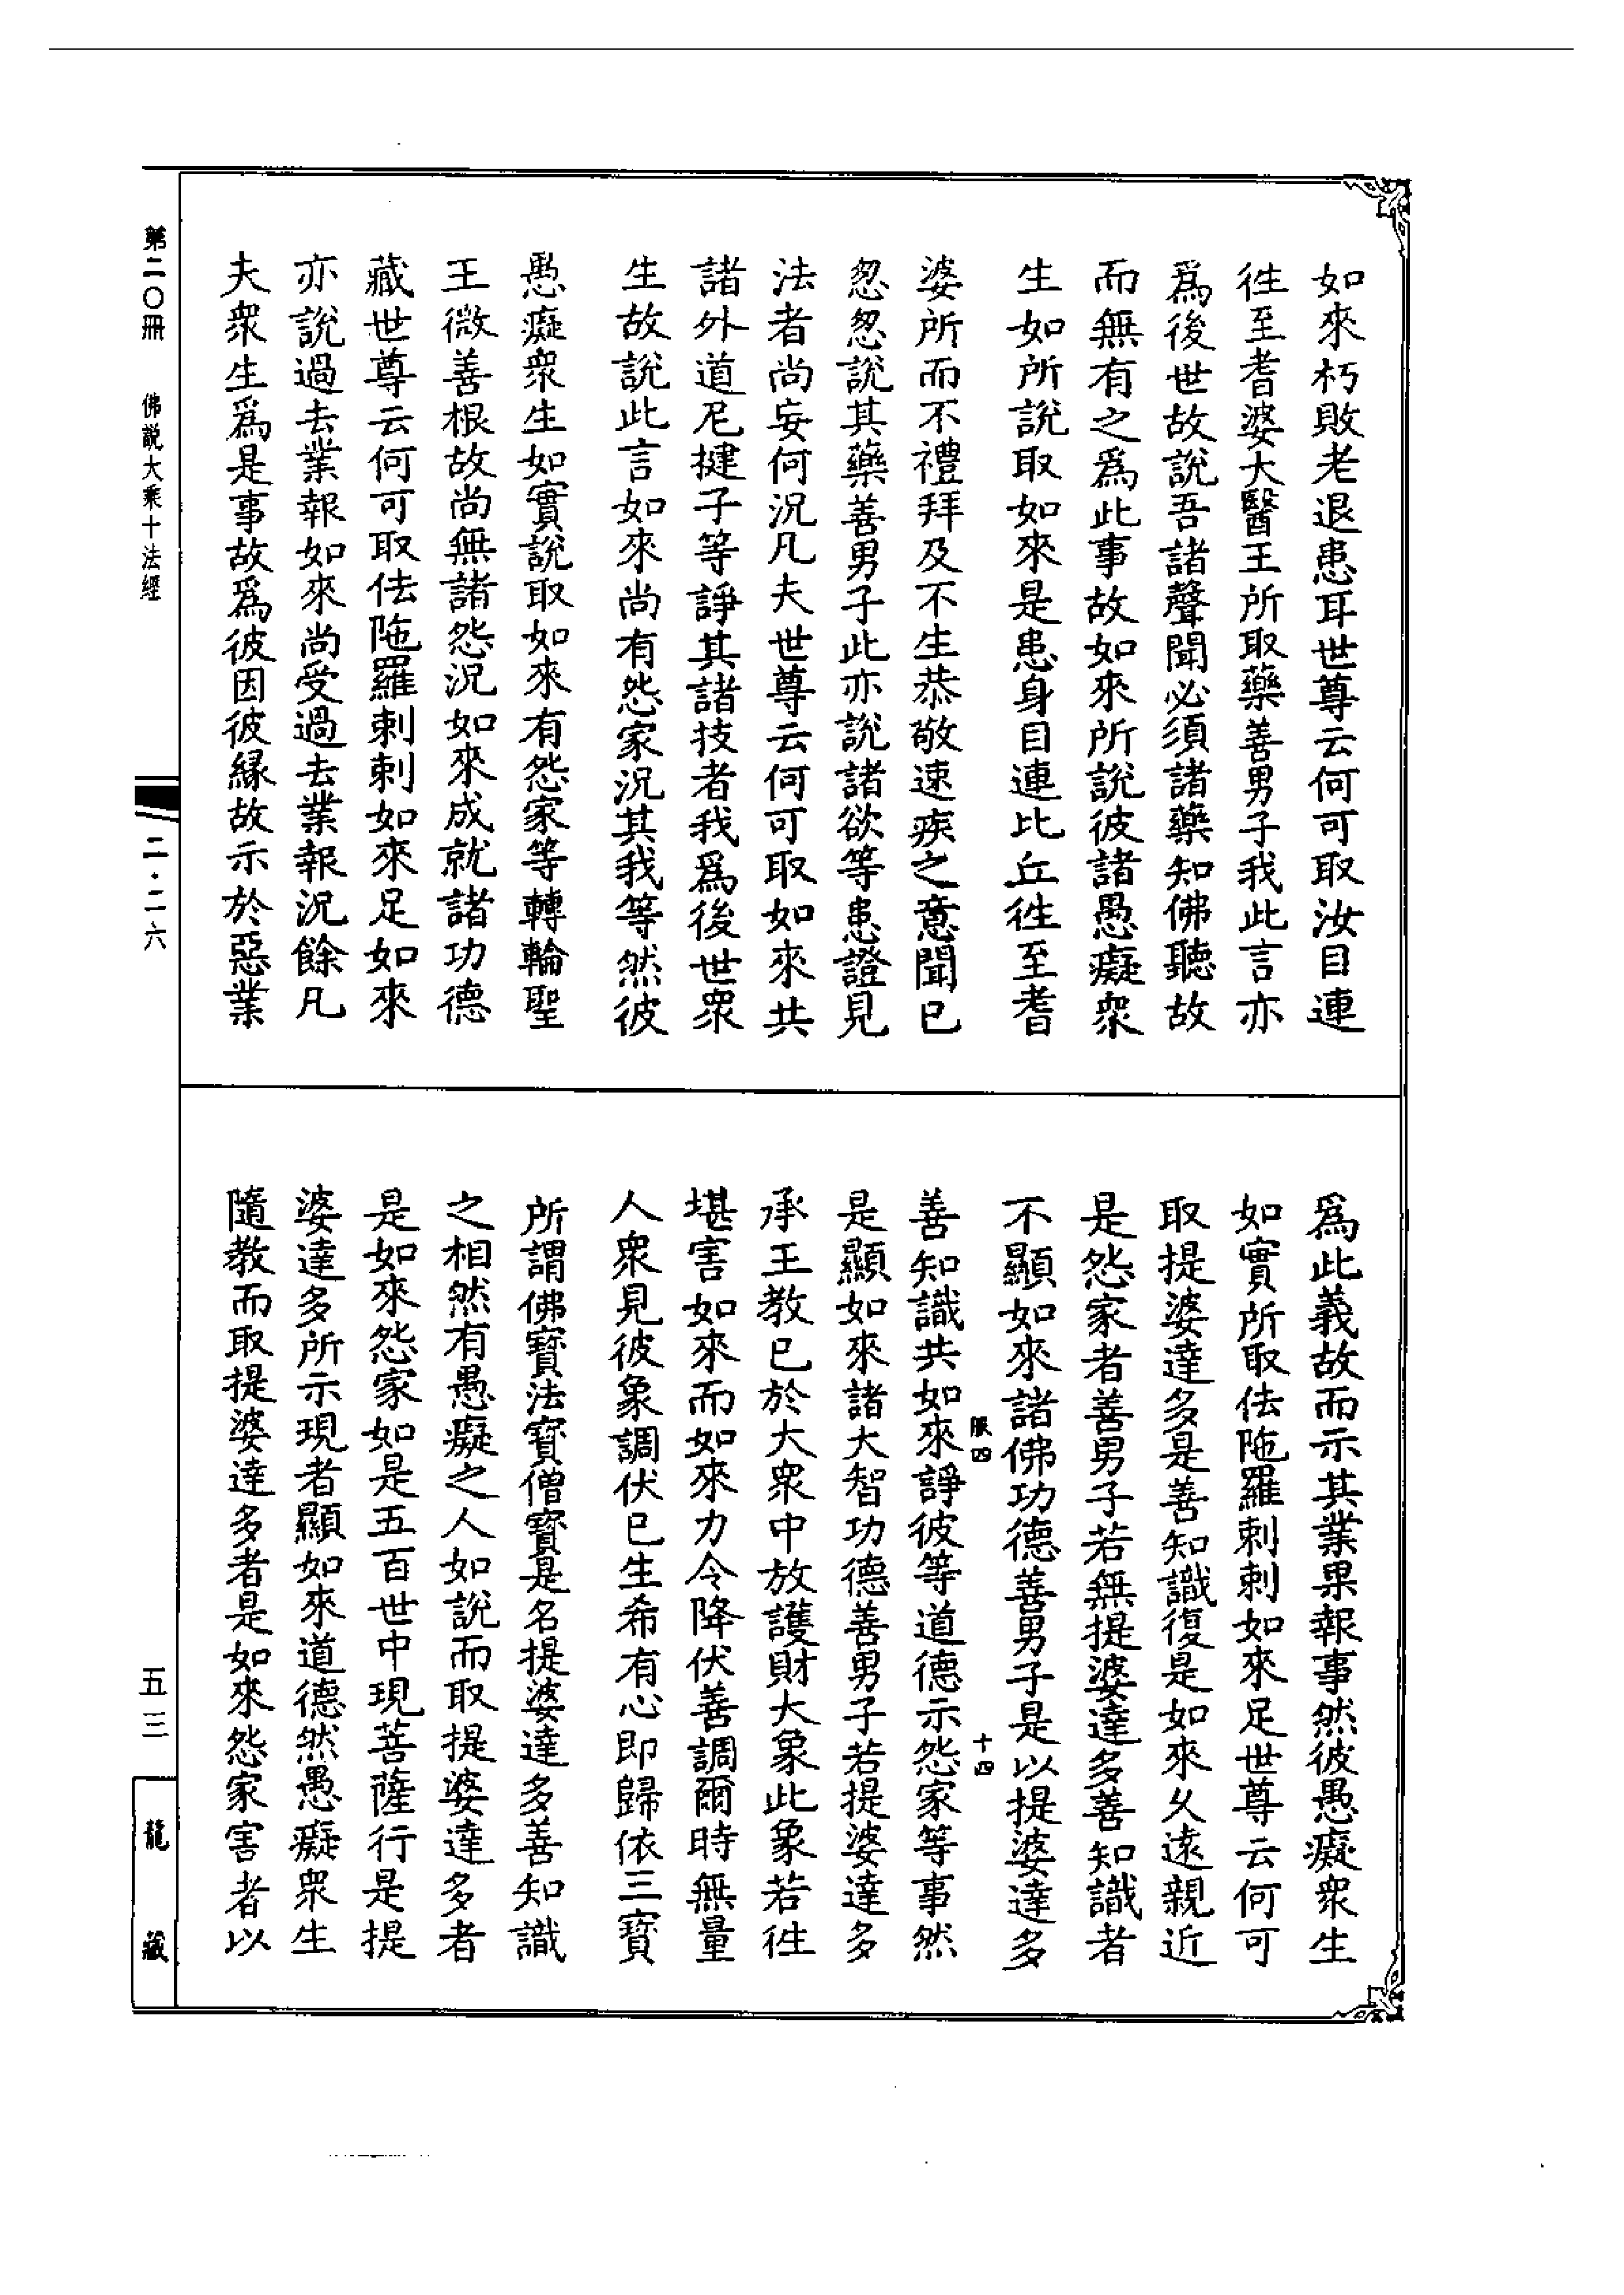 如來朽敗老退患耳世尊云何可取汝目連
徃至耆婆大醫王所取藥善男子我此言亦
爲後世故說吾諸聲聞必須諸藥知佛聽故
而無有之爲此事故如來所說彼諸愚癡衆
生如所說取如來是患身目連比丘徃至耆
婆所而不禮拜及不生恭敬速疾之意聞已
怱怱說其藥善男子此亦說諸欲等患證見
法者尚妄何況凡夫世尊云何可取如來共
諸外道尼揵子等諍其諸技者我爲後世衆
生故說此言如來尚有怨家況其我等然彼
愚癡衆生如實說取如來有怨家等轉輪聖
王微善根故尚無諸怨況如來成就諸功德
藏世尊云何可取佉陁羅刺刺如來足如來
亦說過去業報如來尚受過去業報況餘凡
夫衆生爲是事故爲彼因彼縁故示於惡業
爲此義故而示其業果報事然彼愚癡衆生
如實所取佉陁羅刺刺如來足世尊云何可
取提婆達多是善知識復是如來久遠親近
是怨家者善男子若無提婆達多善知識者
不顯如來諸佛功德善男子是以提婆達多
服四 十四
善知識共如來諍彼等道德示怨家等事然
是顯如來諸大智功德善男子若提婆達多
承王教已於大衆中放護財大象此象若徃
堪害如來而如來力令降伏善調爾時無量
人衆見彼象調伏已生希有心即歸依三寶
所謂佛寶法寶僧寶是名提婆達多善知識
之相然有愚癡之人如說而取提婆達多者
是如來怨家如是五百世中現菩薩行是提
婆達多所示現者顯如來道德然愚癡衆生
隨教而取提婆達多者是如來怨家害者以
第二〇冊 佛説大乘十法經 二·二六 五三 龍藏